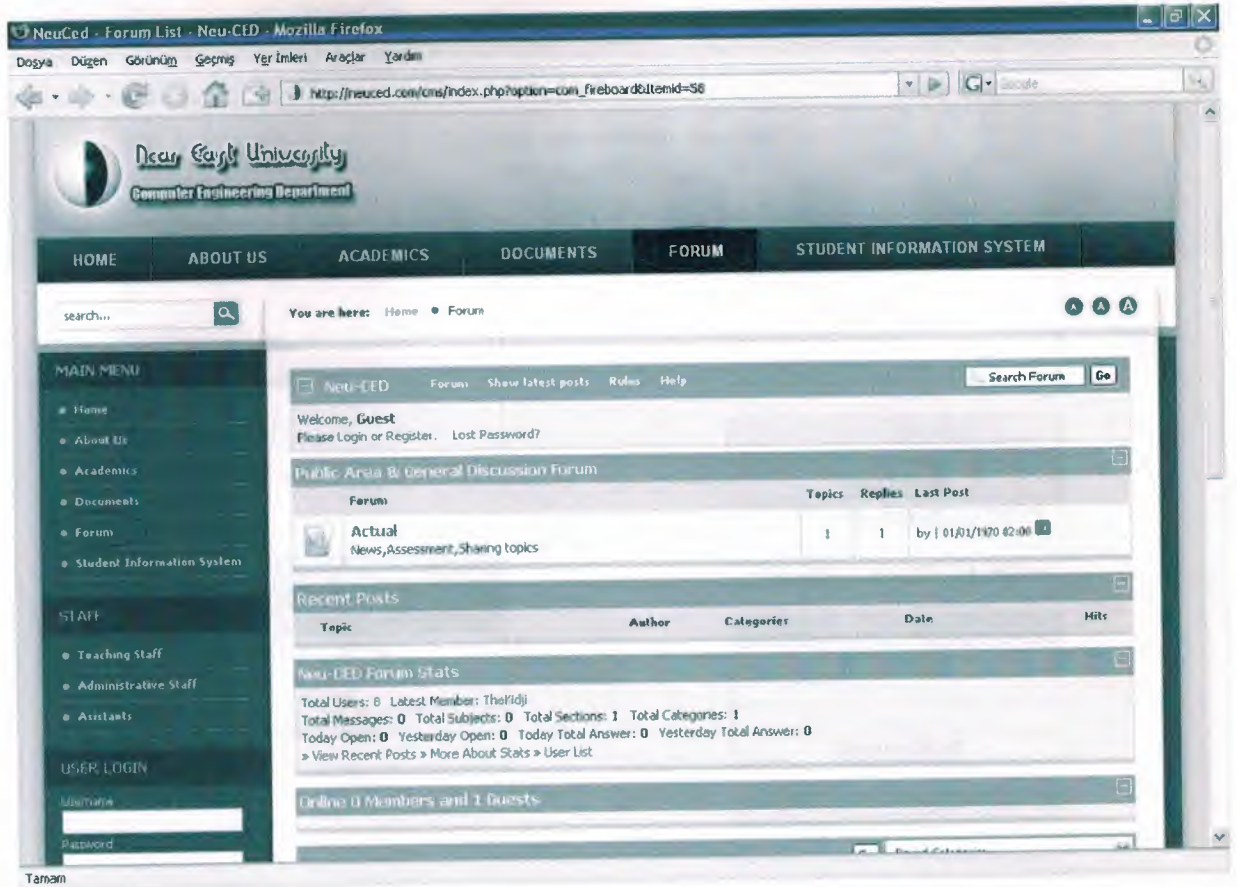 NeuCed - Forum List - Neu-CED - Mozilla Firefox
Dosya Düzen Görünüm Geçmiş Yer İmleri Araçlar Yardım
http://neuced.com/cms/index.php?option=com_fireboard&Itemid=58
Google
Near East University
Computer Engineering Department
HOME ABOUT US ACADEMICS DOCUMENTS FORUM STUDENT INFORMATION SYSTEM
search... You are here: Home Forum A A A
MAIN MENU
Home
About Us
Academics
Documents
Forum
Student Information System
STAFF
Teaching Staff
Administrative Staff
Asistants
USER LOGIN
Username
Password
Neu-CED Forum Show latest posts Rules Help Search Forum Go
Welcome, Guest
Please Login or Register. Lost Password?
Public Area & General Discussion Forum
Forum Topics Replies Last Post
Actual 1 1 by | 01/01/1970 02:00
News,Assessment,Sharing topics
Recent Posts
Topic Author Categories Date Hits
Neu-CED Forum Stats
Total Users: 8 Latest Member:
Total Messages: 0 Total Subjects: 0 Total Sections: 1 Total Categories: 1
Today Open: 0 Yesterday Open: 0 Today Total Answer: 0 Yesterday Total Answer: 0
» View Recent Posts » More About Stats » User List
Online 0 Members and 1 Guests
Tamam